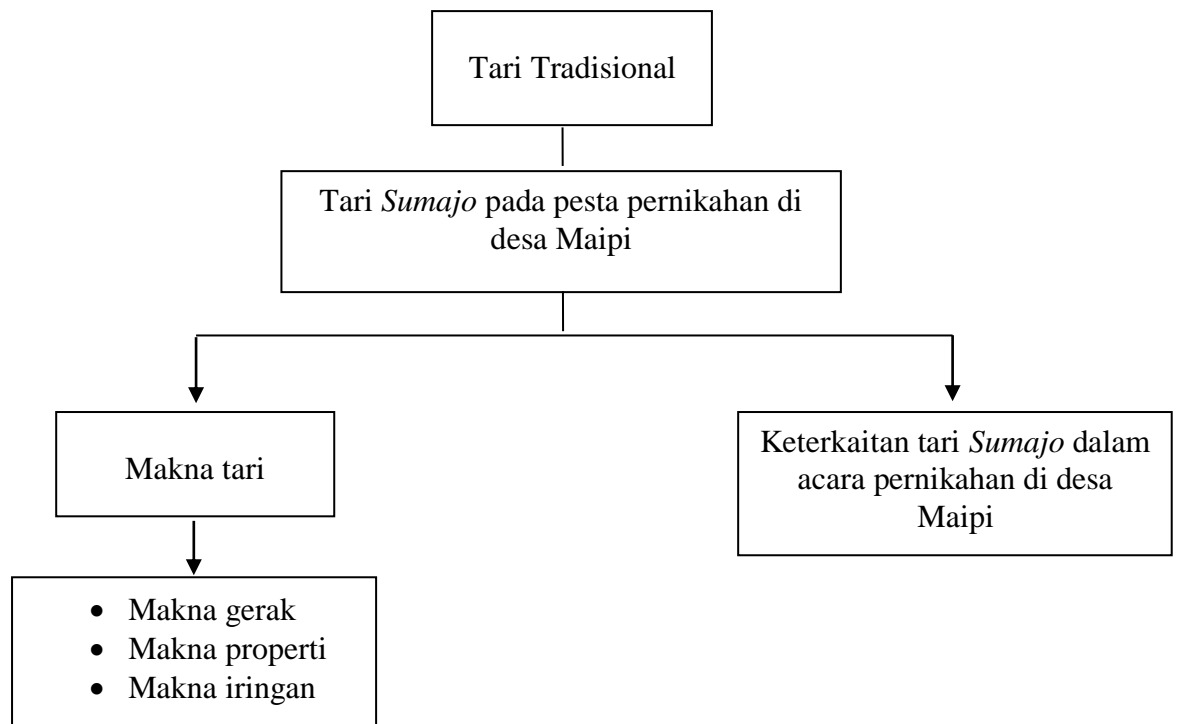 Tari Tradisional
Tari Sumajo pada pesta pernikahan di
desa Maipi
Makna tari
Keterkaitan tari Sumajo dalam
acara pernikahan di desa
Maipi
• Makna gerak
• Makna properti
• Makna iringan